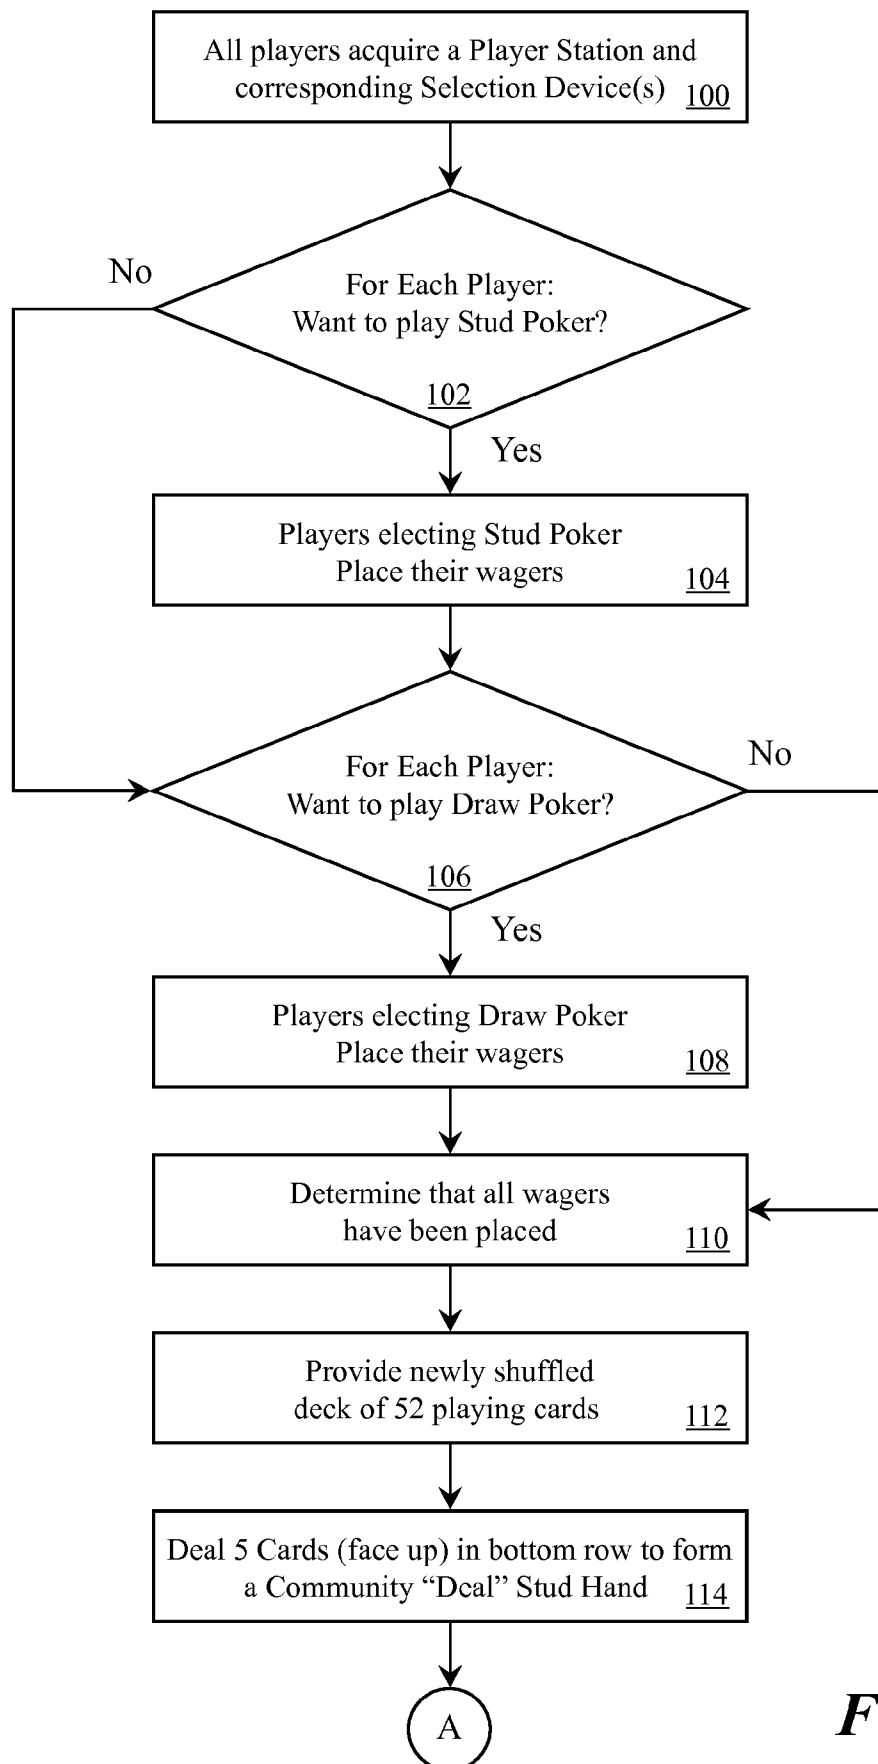 All players acquire a Player Station and
corresponding Selection Device(s) 100
No
For Each Player:
Want to play Stud Poker?
102
Yes
Players electing Stud Poker
Place their wagers 104
For Each Player:
Want to play Draw Poker?
No
106
Yes
Players electing Draw Poker
Place their wagers 108
Determine that all wagers
have been placed 110
Provide newly shuffled
deck of 52 playing cards 112
Deal 5 Cards (face up) in bottom row to form
a Community “Deal” Stud Hand 114
A
F